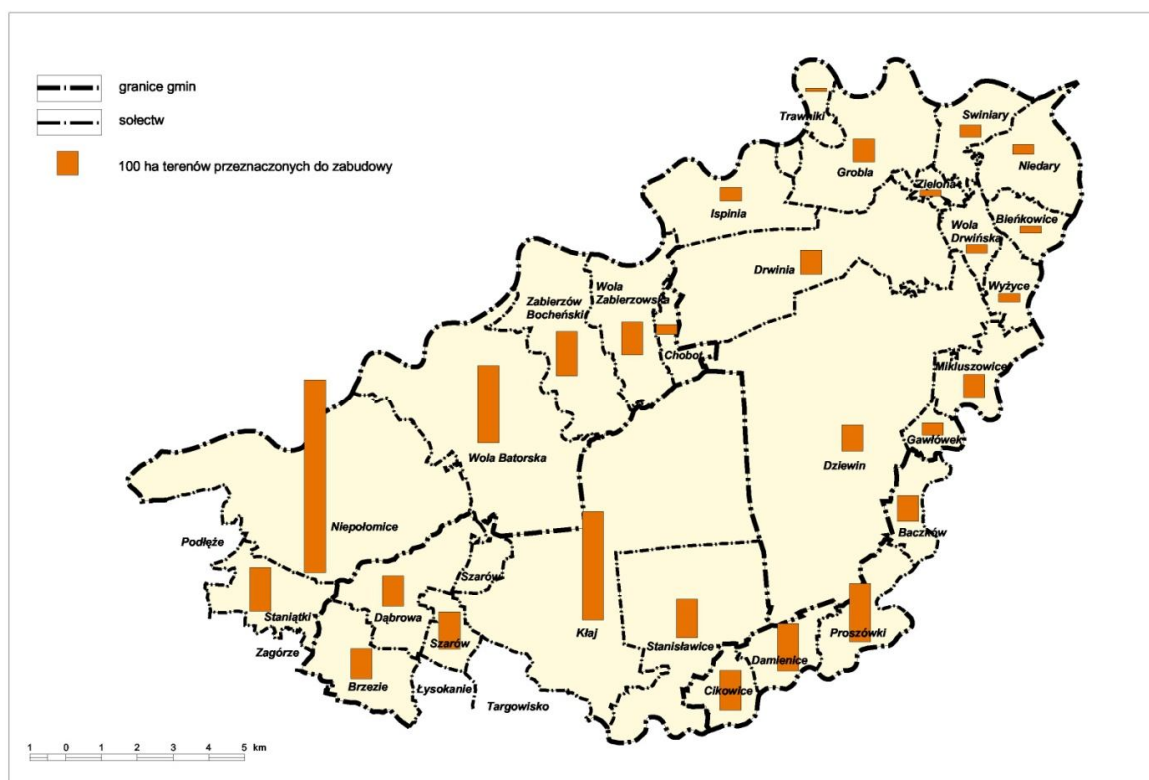 granice gmin
sołectw
100 ha terenów przeznaczonych do zabudowy
Trawniki
Swiniary
Grobla
Niedary
Zielona
Ispinia
Wola
Drwińska
Bieńkowice
Drwinia
Wola
Zabierzowska
Wyżyce
Zabierzów
Bocheński
Chobot
Mikluszowice
Gawłówek
Wola Batorska
Dziewin
Niepołomice
Baczków
Podłęże
Szarów
Staniątki
Dąbrowa
Kłaj
Proszówki
Szarów
Stanisławice
Zagórze
Damienice
Brzezie
Łysokanie
Cikowice
Targowisko
1 0 1 2 3 4 5 km